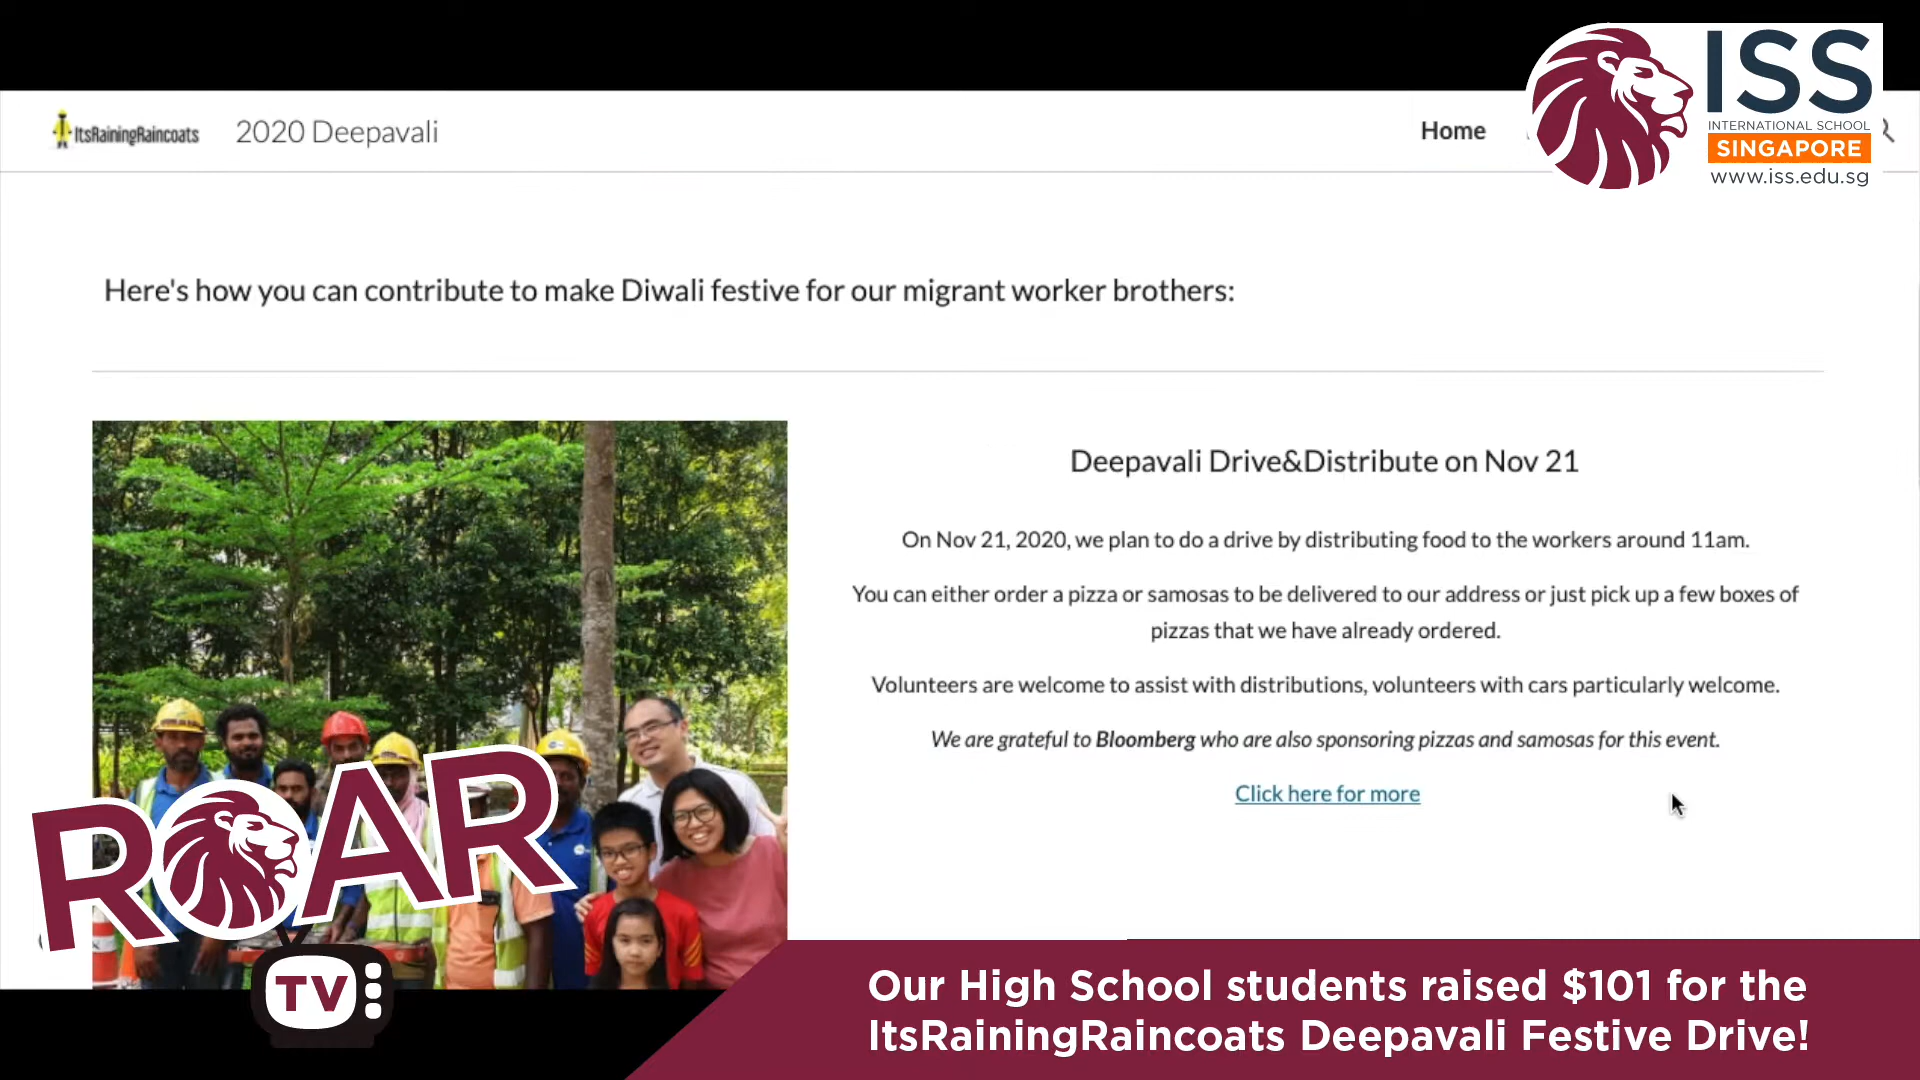 ISS
INTERNATIONAL SCHOOL
SINGAPORE
www.iss.edu.sg
ItsRainingRaincoats
2020 Deepavali
Home
Here's how you can contribute to make Diwali festive for our migrant worker brothers:
Deepavali Drive&Distribute on Nov 21
On Nov 21, 2020, we plan to do a drive by distributing food to the workers around 11am.
You can either order a pizza or samosas to be delivered to our address or just pick up a few boxes of
pizzas that we have already ordered.
Volunteers are welcome to assist with distributions, volunteers with cars particularly welcome.
We are grateful to Bloomberg who are also sponsoring pizzas and samosas for this event.
Click here for more
ROAR
TV
Our High School students raised $101 for the
ItsRainingRaincoats Deepavali Festive Drive!